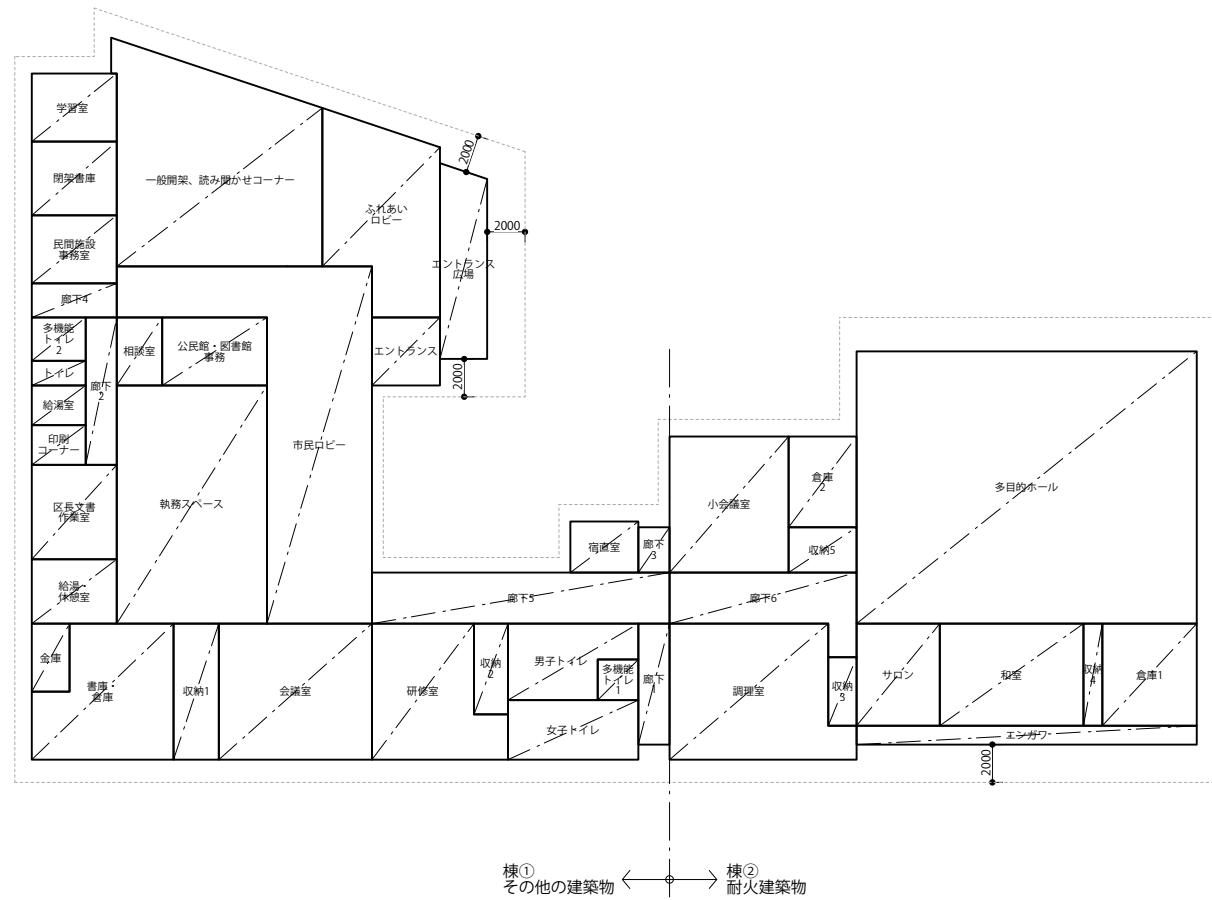 学習室
閉架書庫
民間施設
事務室
廊下4
多機能
トイレ
2
トイレ
給湯室
印刷
コーナー
廊下
2
区長文書
作業室
給湯・
休憩室
相談室
公民館・図書館
事務
一般開架、読み聞かせコーナー
ふれあい
ロビー
エントランス
広場
エントランス
2000
2000
2000
市民ロビー
執務スペース
宿直室
廊下
3
小会議室
倉庫
2
収納5
多目的ホール
廊下5
廊下6
金庫
書庫・
倉庫
収納1
会議室
研修室
収納
2
男子トイレ
多機能
トイレ
1
女子トイレ
廊下
1
調理室
収納
3
サロン
和室
収納
4
倉庫1
エンガワ
2000
棟①
その他の建築物
棟②
耐火建築物